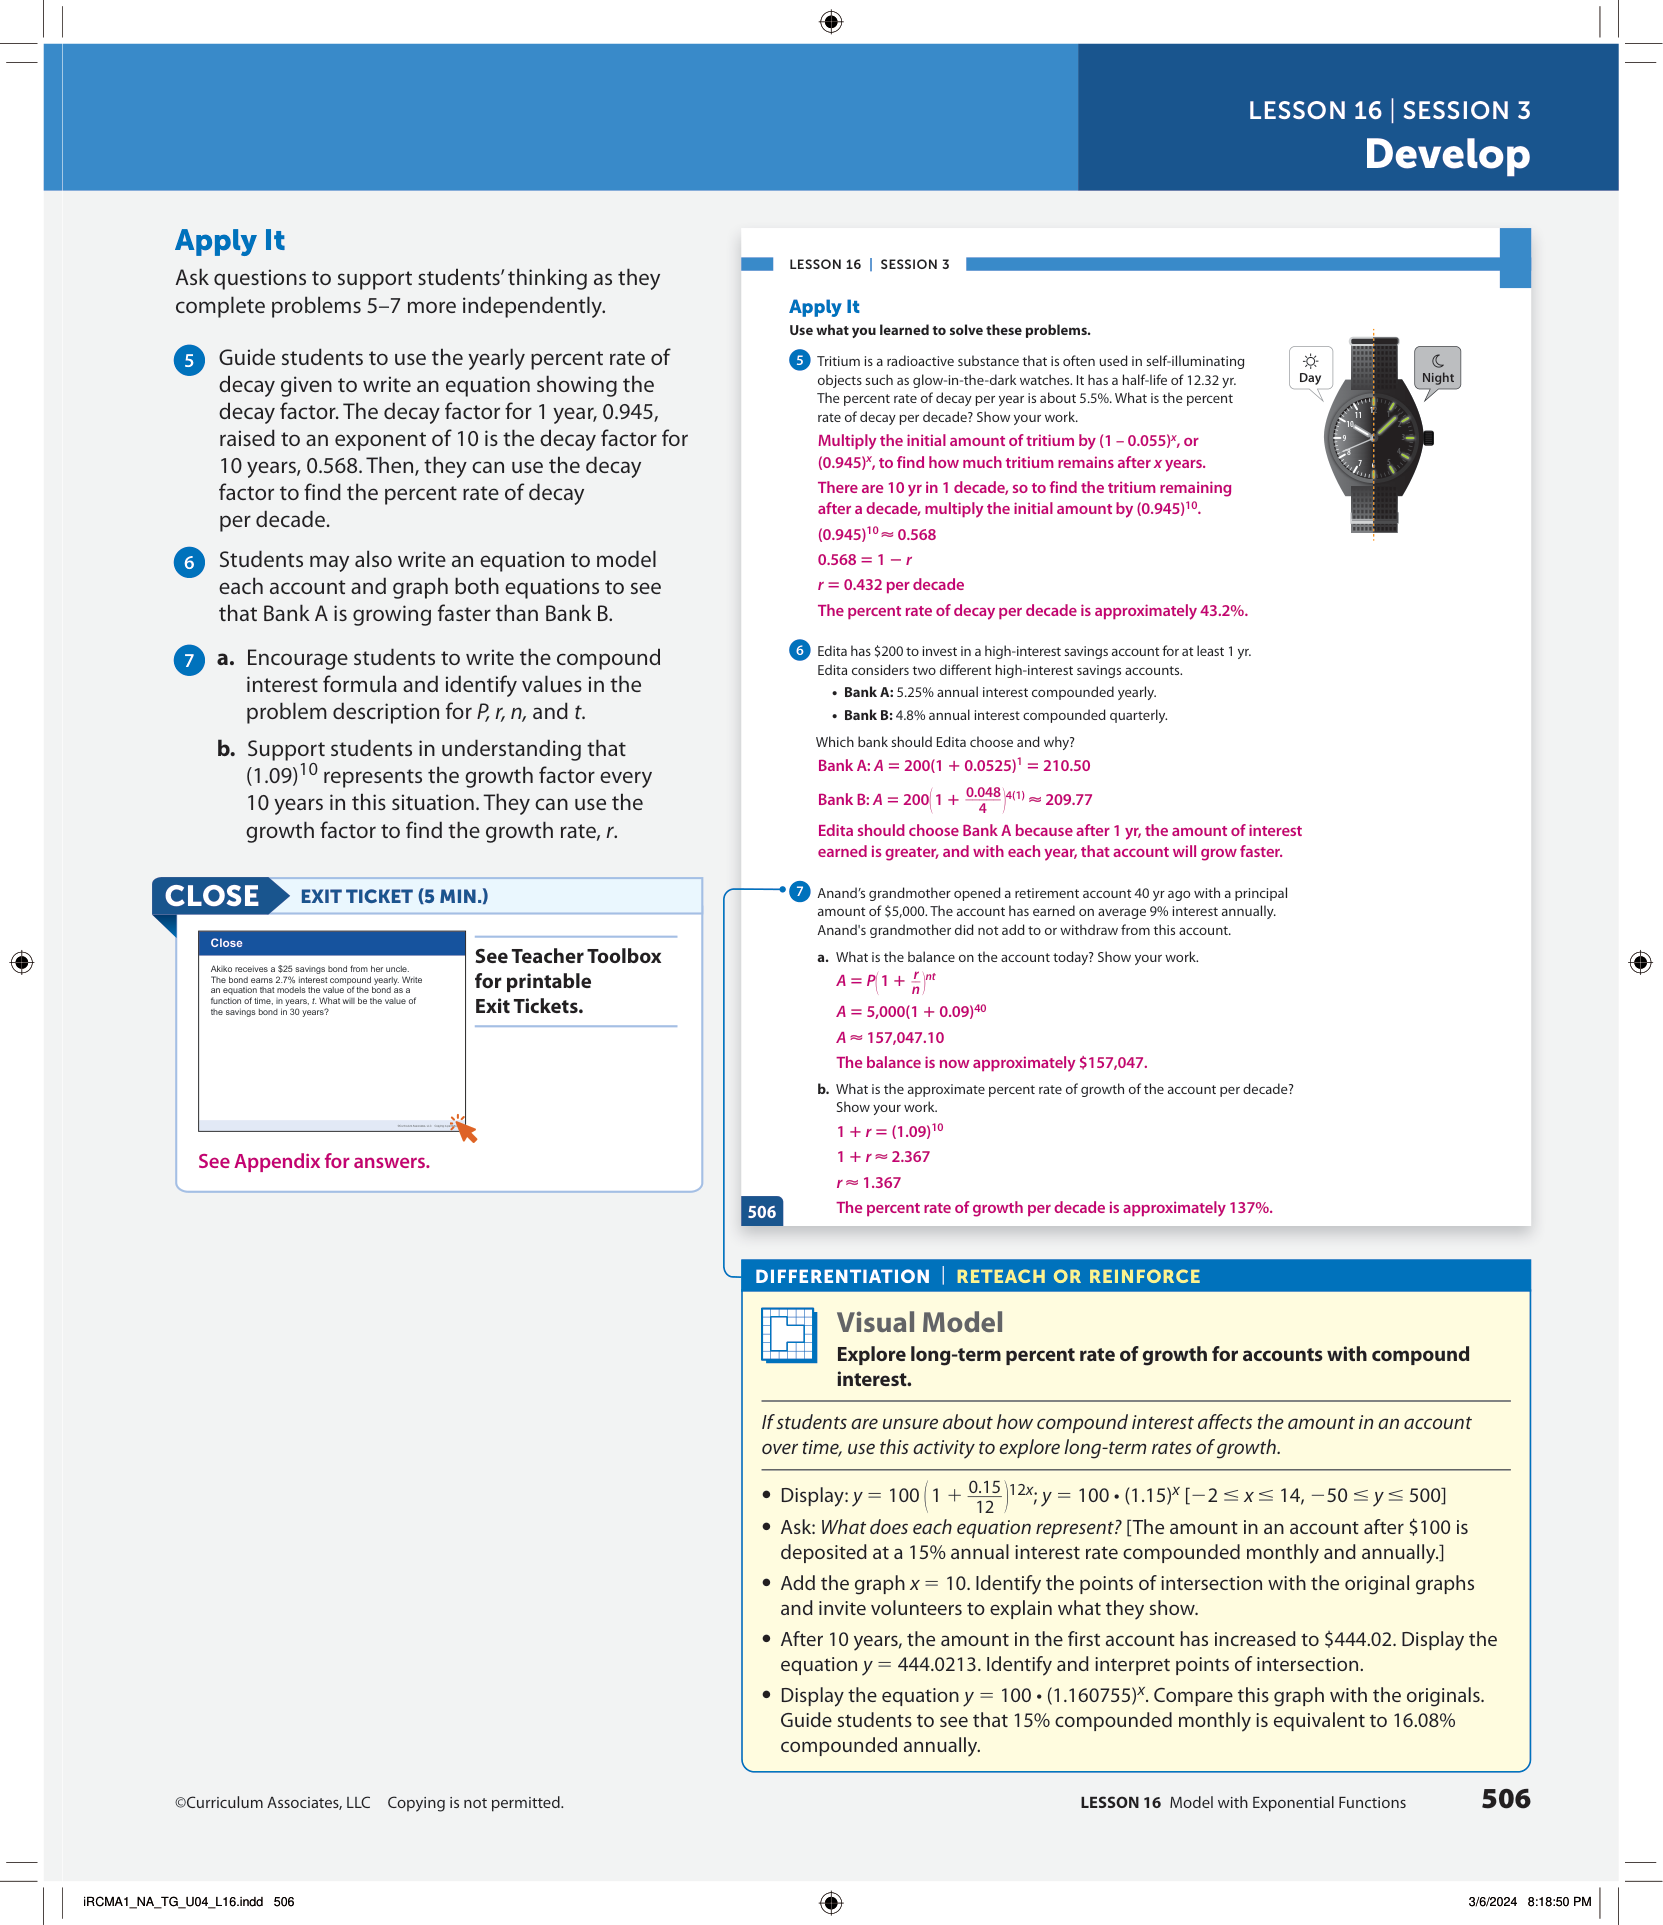 LESSON 16 | SESSION 3
Develop
Apply It
Ask questions to support students’ thinking as they
complete problems 5–7 more independently.
5 Guide students to use the yearly percent rate of
decay given to write an equation showing the
decay factor. The decay factor for 1 year, 0.945,
raised to an exponent of 10 is the decay factor for
10 years, 0.568. Then, they can use the decay
factor to find the percent rate of decay
per decade.
6 Students may also write an equation to model
each account and graph both equations to see
that Bank A is growing faster than Bank B.
7 a. Encourage students to write the compound
interest formula and identify values in the
problem description for P, r, n, and t.
b. Support students in understanding that
(1.09)^10 represents the growth factor every
10 years in this situation. They can use the
growth factor to find the growth rate, r.
CLOSE EXIT TICKET (5 MIN.)
Close
Akiko receives a $25 savings bond from her uncle.
The bond earns 2.7% interest compound yearly. Write
an equation that models the value of the bond as a
function of time, in years, t. What will be the value of
the savings bond in 30 years?
See Teacher Toolbox
for printable
Exit Tickets.
See Appendix for answers.
LESSON 16 | SESSION 3
Apply It
Use what you learned to solve these problems.
5 Tritium is a radioactive substance that is often used in self-illuminating
objects such as glow-in-the-dark watches. It has a half-life of 12.32 yr.
The percent rate of decay per year is about 5.5%. What is the percent
rate of decay per decade? Show your work.
Day
Night
Multiply the initial amount of tritium by (1 – 0.055)^x, or
(0.945)^x, to find how much tritium remains after x years.
There are 10 yr in 1 decade, so to find the tritium remaining
after a decade, multiply the initial amount by (0.945)^10.
(0.945)^10 ≈ 0.568
0.568 = 1 − r
r = 0.432 per decade
The percent rate of decay per decade is approximately 43.2%.
6 Edita has $200 to invest in a high-interest savings account for at least 1 yr.
Edita considers two different high-interest savings accounts.
• Bank A: 5.25% annual interest compounded yearly.
• Bank B: 4.8% annual interest compounded quarterly.
Which bank should Edita choose and why?
Bank A: A = 200(1 + 0.0525)^1 = 210.50
Bank B: A = 200(1 + 0.048/4)^4(1) ≈ 209.77
Edita should choose Bank A because after 1 yr, the amount of interest
earned is greater, and with each year, that account will grow faster.
7 Anand’s grandmother opened a retirement account 40 yr ago with a principal
amount of $5,000. The account has earned on average 9% interest annually.
Anand's grandmother did not add to or withdraw from this account.
a. What is the balance on the account today? Show your work.
A = P(1 + r/n)^nt
A = 5,000(1 + 0.09)^40
A ≈ 157,047.10
The balance is now approximately $157,047.
b. What is the approximate percent rate of growth of the account per decade?
Show your work.
1 + r = (1.09)^10
1 + r ≈ 2.367
r ≈ 1.367
The percent rate of growth per decade is approximately 137%.
506
DIFFERENTIATION | RETEACH OR REINFORCE
Visual Model
Explore long-term percent rate of growth for accounts with compound
interest.
If students are unsure about how compound interest affects the amount in an account
over time, use this activity to explore long-term rates of growth.
• Display: y = 100 (1 + 0.15/12)^12x; y = 100 • (1.15)^x [−2 ≤ x ≤ 14, −50 ≤ y ≤ 500]
• Ask: What does each equation represent? [The amount in an account after $100 is
deposited at a 15% annual interest rate compounded monthly and annually.]
• Add the graph x = 10. Identify the points of intersection with the original graphs
and invite volunteers to explain what they show.
• After 10 years, the amount in the first account has increased to $444.02. Display the
equation y = 444.0213. Identify and interpret points of intersection.
• Display the equation y = 100 • (1.160755)^x. Compare this graph with the originals.
Guide students to see that 15% compounded monthly is equivalent to 16.08%
compounded annually.
©Curriculum Associates, LLC Copying is not permitted.
LESSON 16 Model with Exponential Functions 506
iRCMA1_NA_TG_U04_L16.indd 506
3/6/2024 8:18:50 PM